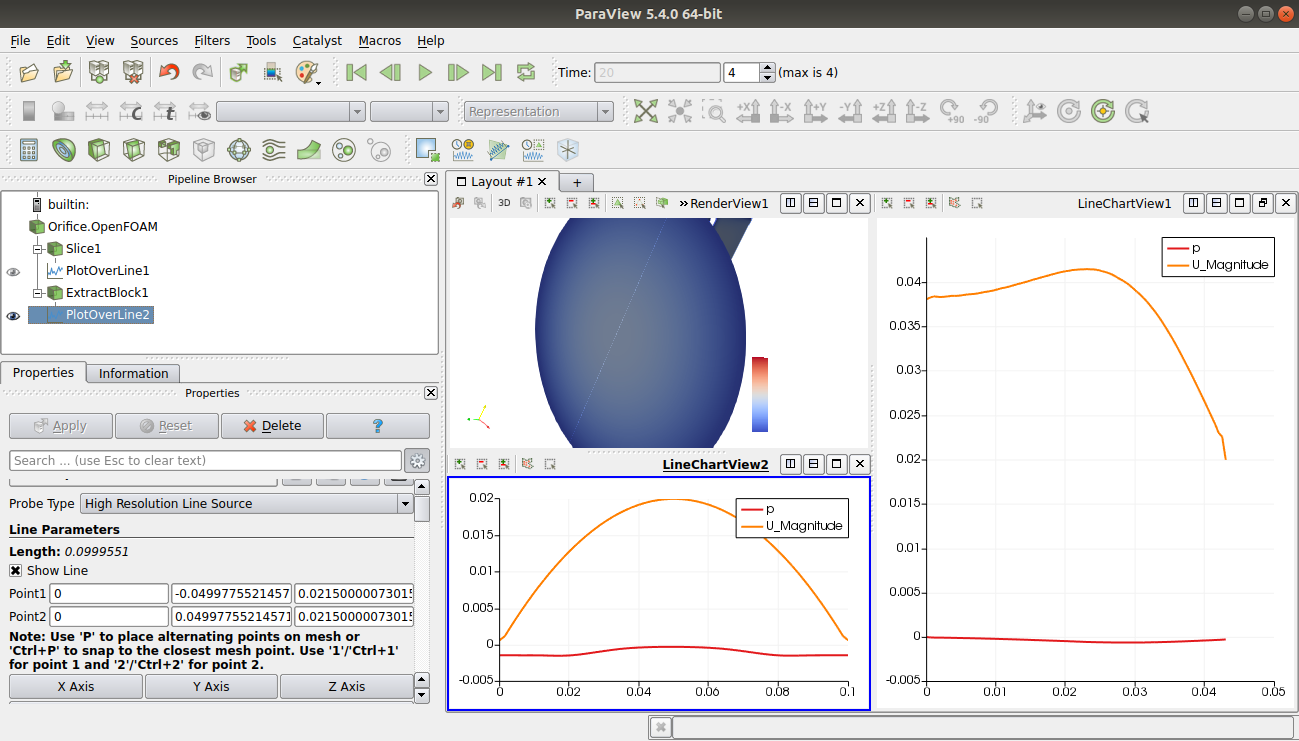 ParaView 5.4.0 64-bit
File Edit View Sources Filters Tools Catalyst Macros Help
Time: 20 4 (max is 4)
C t Representation +X -X +Y -Y +Z -Z +90 -90
Pipeline Browser
builtin:
Orifice.OpenFOAM
Slice1
PlotOverLine1
ExtractBlock1
PlotOverLine2
Properties Information
Properties
Apply Reset Delete ?
Search ... (use Esc to clear text)
Probe Type High Resolution Line Source
Line Parameters
Length: 0.0999551
Show Line
Point1 0 -0.0499775521457 0.0215000073015
Point2 0 0.04997755214571 0.0215000073015
Note: Use 'P' to place alternating points on mesh or
'Ctrl+P' to snap to the closest mesh point. Use '1'/'Ctrl+1'
for point 1 and '2'/'Ctrl+2' for point 2.
X Axis Y Axis Z Axis
Layout #1 +
3D RenderView1
LineChartView2
p
U_Magnitude
0.02
0.015
0.01
0.005
0
-0.005
0 0.02 0.04 0.06 0.08 0.1
LineChartView1
p
U_Magnitude
0.04
0.035
0.03
0.025
0.02
0.015
0.01
0.005
0
-0.005
0 0.01 0.02 0.03 0.04 0.05